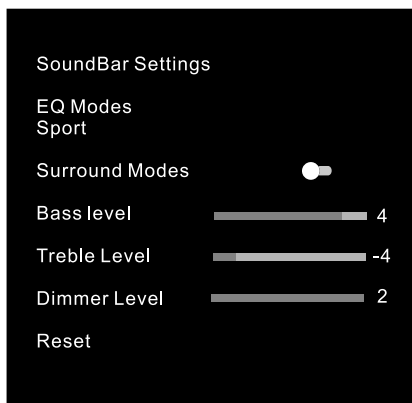 SoundBar Settings
EQ Modes
Sport
Surround Modes
Bass level 4
Treble Level -4
Dimmer Level 2
Reset